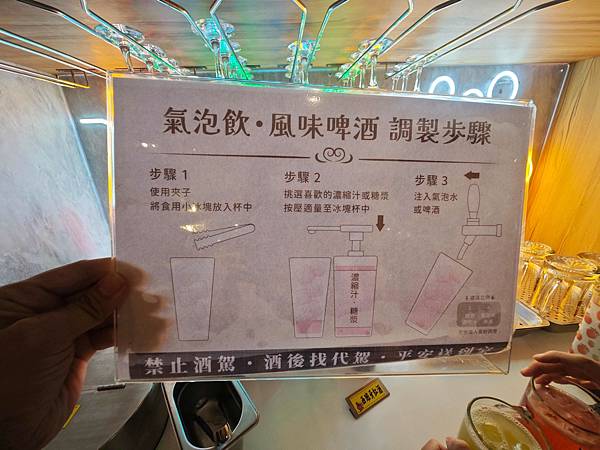 氣泡飲・風味啤酒 調製步驟
步驟 1
使用夾子
將食用小冰塊放入杯中
步驟 2
挑選喜歡的濃縮汁或糖漿
按壓適量至冰塊杯中
步驟 3
注入氣泡水
或啤酒
濃縮汁、糖漿
禁止酒駕・酒後找代駕・平安送到家